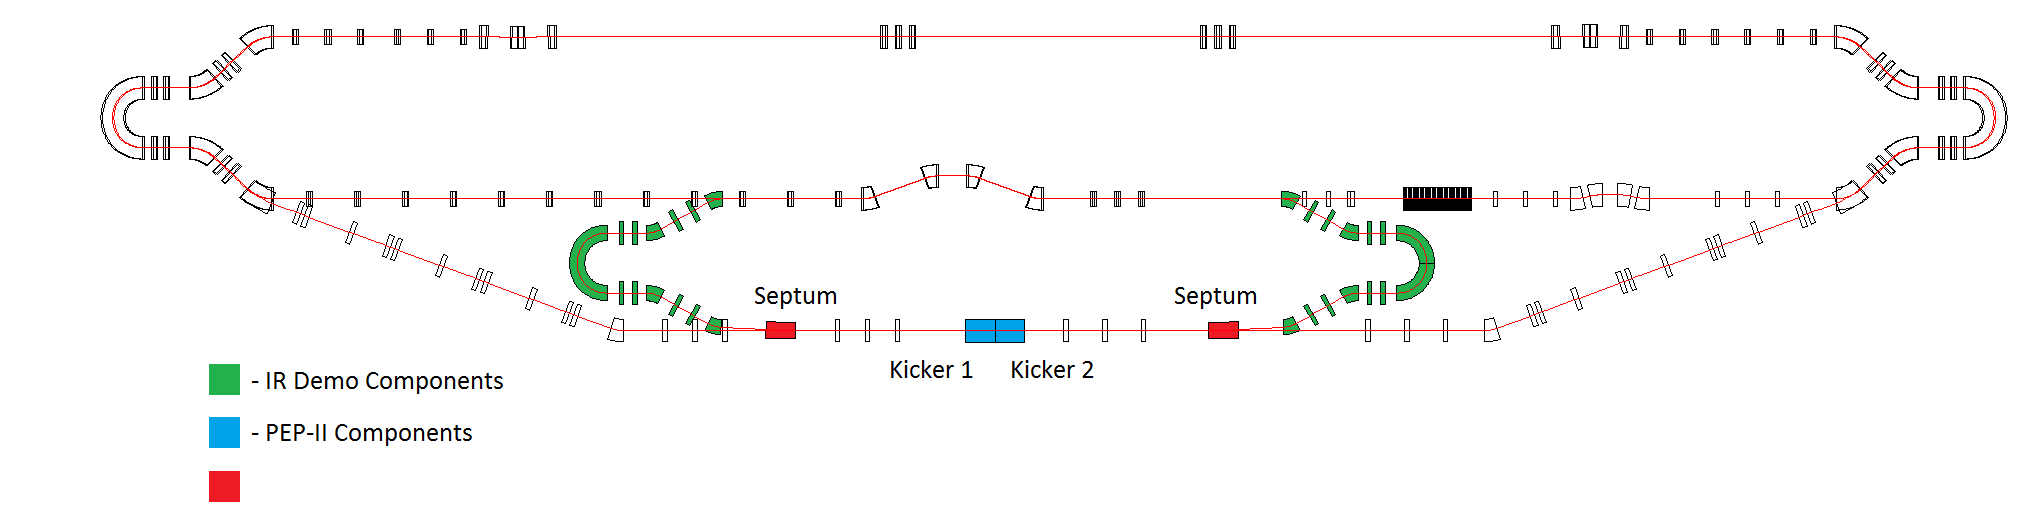 Septum
Septum
Kicker 1
Kicker 2
- IR Demo Components
- PEP-II Components